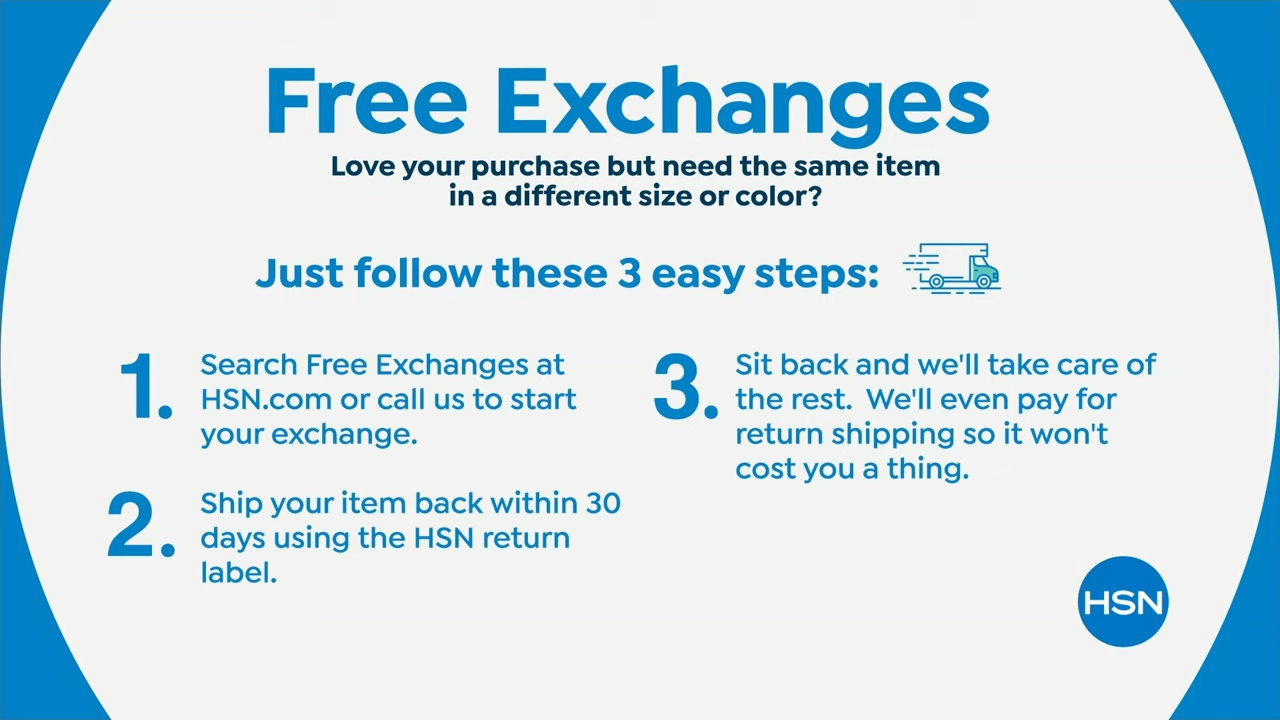 Free Exchanges
Love your purchase but need the same item
in a different size or color?
Just follow these 3 easy steps:
1. Search Free Exchanges at
HSN.com or call us to start
your exchange.
2. Ship your item back within 30
days using the HSN return
label.
3. Sit back and we'll take care of
the rest.  We'll even pay for
return shipping so it won't
cost you a thing.
HSN